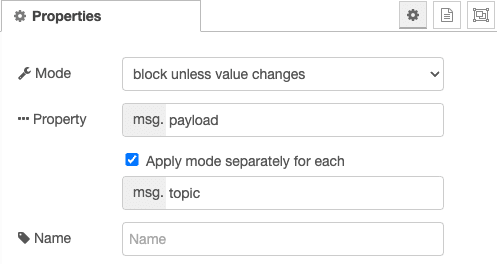 Properties
Mode
block unless value changes
Property
msg. payload
Apply mode separately for each
msg. topic
Name
Name